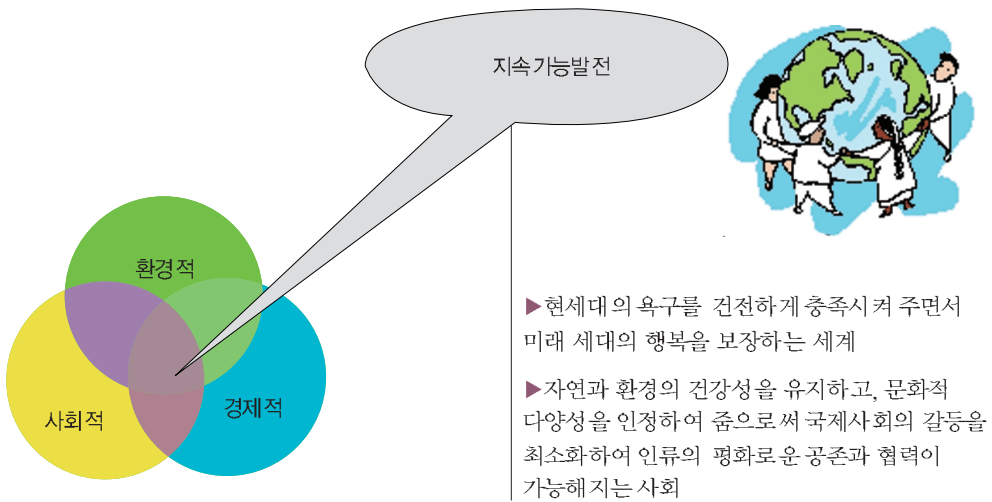 지속가능발전
환경적
사회적
경제적
▶현세대의 욕구를 건전하게 충족시켜 주면서
미래 세대의 행복을 보장하는 세계
▶자연과 환경의 건강성을 유지하고, 문화적
다양성을 인정하여 줌으로써 국제사회의 갈등을
최소화하여 인류의 평화로운 공존과 협력이
가능해지는 사회